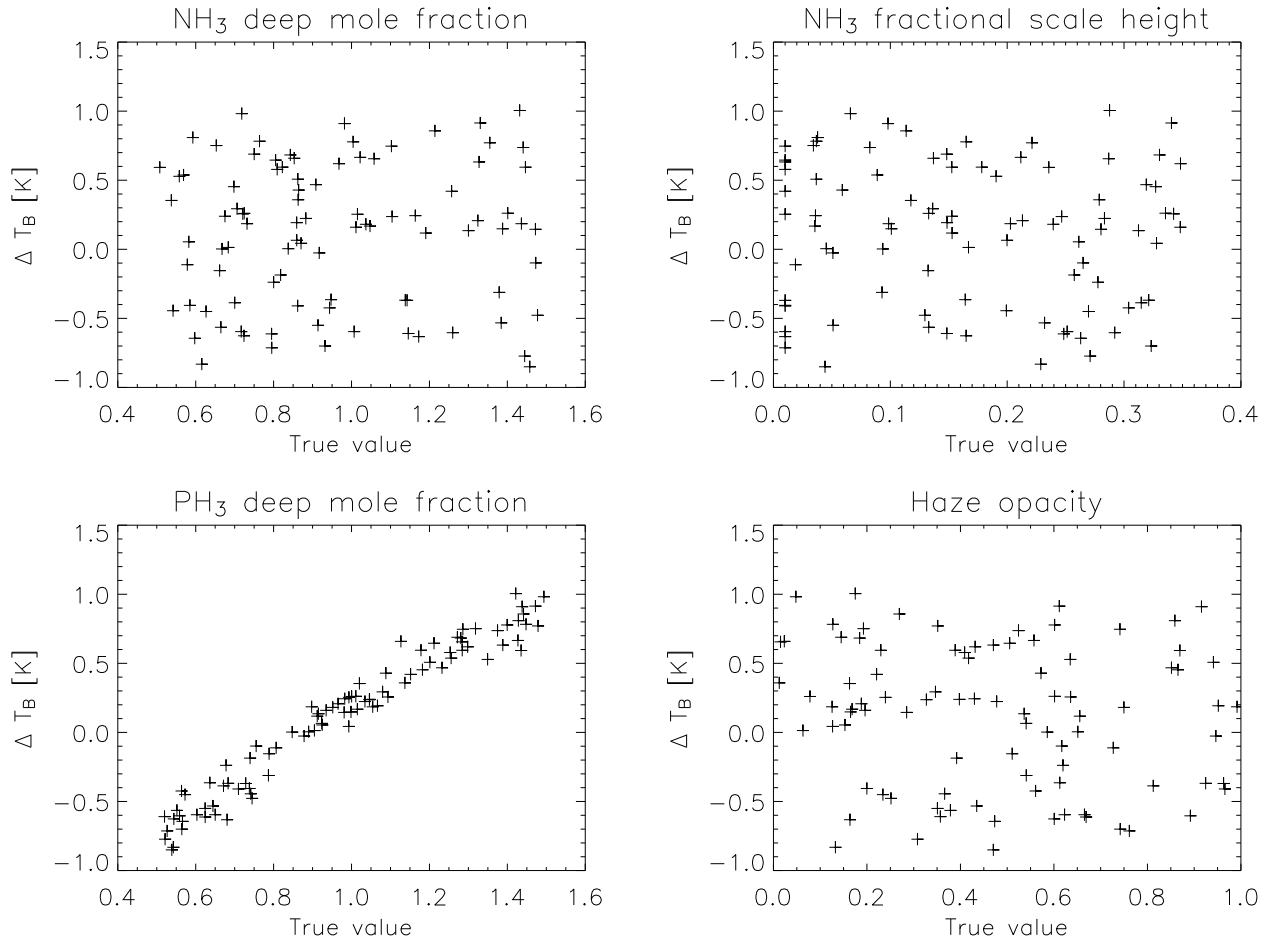 NH3 deep mole fraction
1.5
1.0
0.5
0.0
−0.5
−1.0
Δ TB [K]
0.4 0.6 0.8 1.0 1.2 1.4 1.6
True value
NH3 fractional scale height
1.5
1.0
0.5
0.0
−0.5
−1.0
Δ TB [K]
0.0 0.1 0.2 0.3 0.4
True value
PH3 deep mole fraction
1.5
1.0
0.5
0.0
−0.5
−1.0
Δ TB [K]
0.4 0.6 0.8 1.0 1.2 1.4 1.6
True value
Haze opacity
1.5
1.0
0.5
0.0
−0.5
−1.0
Δ TB [K]
0.0 0.2 0.4 0.6 0.8 1.0
True value